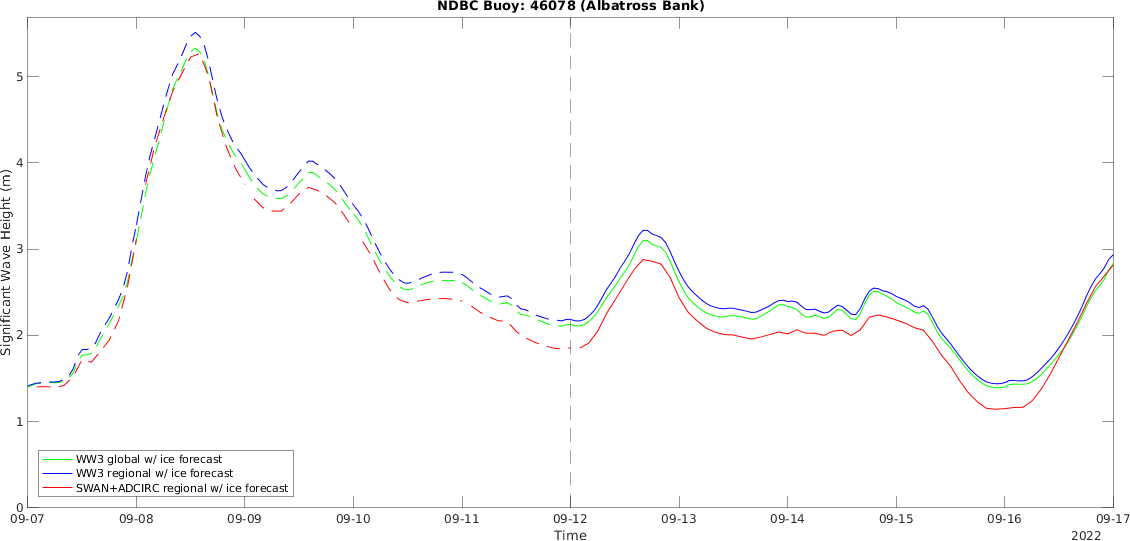 NDBC Buoy: 46078 (Albatross Bank)
5
4
3
2
1
0
Significant Wave Height (m)
WW3 global w/ ice forecast
WW3 regional w/ ice forecast
SWAN+ADCIRC regional w/ ice forecast
09-07 09-08 09-09 09-10 09-11 09-12 09-13 09-14 09-15 09-16 09-17
Time
2022